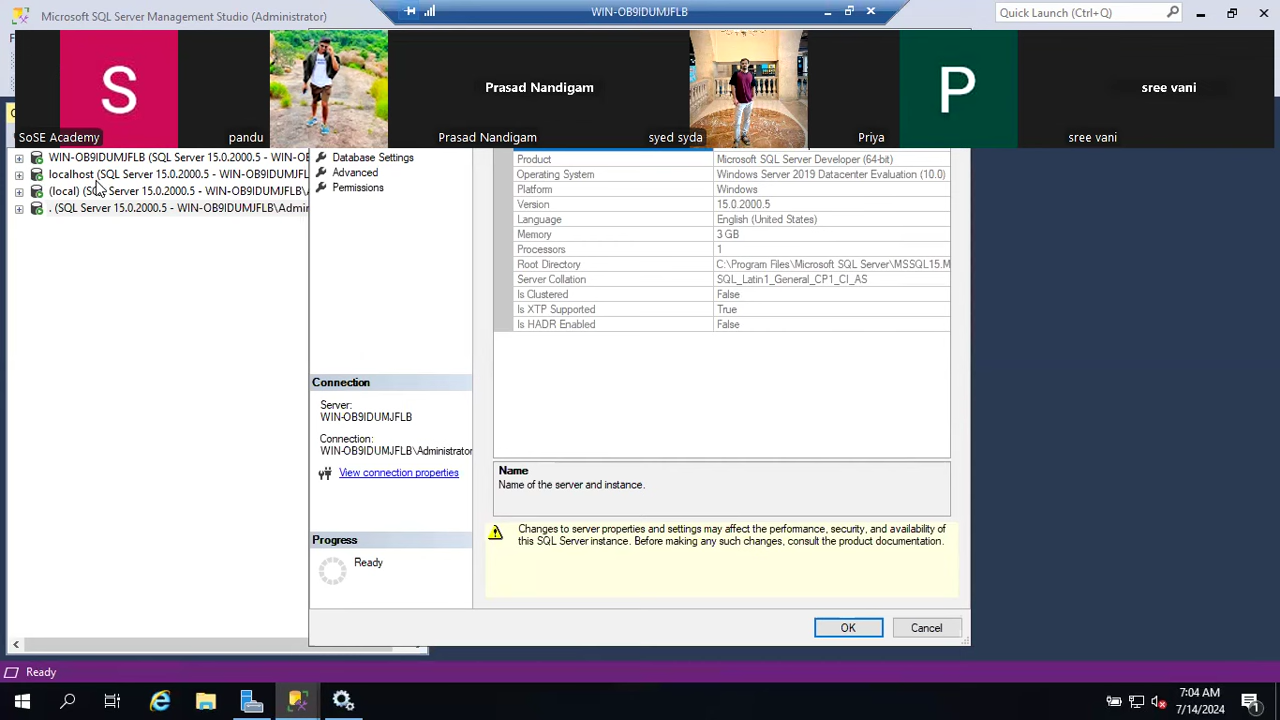 Microsoft SQL Server Management Studio (Administrator)
WIN-OB9IDUMJFLB
Quick Launch (Ctrl+Q)
S
Prasad Nandigam
P
sree vani
SoSE Academy
pandu
Prasad Nandigam
syed syda
Priya
sree vani
WIN-OB9IDUMJFLB (SQL Server 15.0.2000.5 - WIN-OB
localhost (SQL Server 15.0.2000.5 - WIN-OB9IDUMJFL
(local) (SQL Server 15.0.2000.5 - WIN-OB9IDUMJFLB\A
. (SQL Server 15.0.2000.5 - WIN-OB9IDUMJFLB\Admir
Database Settings
Advanced
Permissions
Product Microsoft SQL Server Developer (64-bit)
Operating System Windows Server 2019 Datacenter Evaluation (10.0)
Platform Windows
Version 15.0.2000.5
Language English (United States)
Memory 3 GB
Processors 1
Root Directory C:\Program Files\Microsoft SQL Server\MSSQL15.M
Server Collation SQL_Latin1_General_CP1_CI_AS
Is Clustered False
Is XTP Supported True
Is HADR Enabled False
Connection
Server:
WIN-OB9IDUMJFLB
Connection:
WIN-OB9IDUMJFLB\Administrator
View connection properties
Name
Name of the server and instance.
Progress
Ready
Changes to server properties and settings may affect the performance, security, and availability of
this SQL Server instance. Before making any such changes, consult the product documentation.
OK
Cancel
Ready
7:04 AM
7/14/2024
1